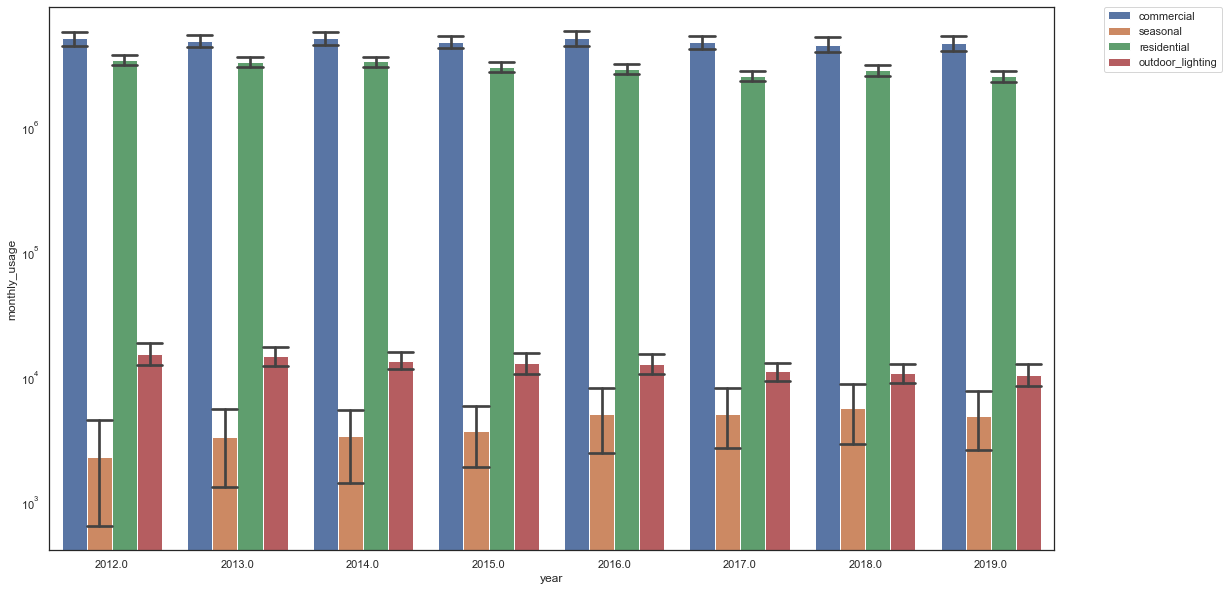 commercial
seasonal
residential
outdoor_lighting
monthly_usage
10^6
10^5
10^4
10^3
2012.0 2013.0 2014.0 2015.0 2016.0 2017.0 2018.0 2019.0
year